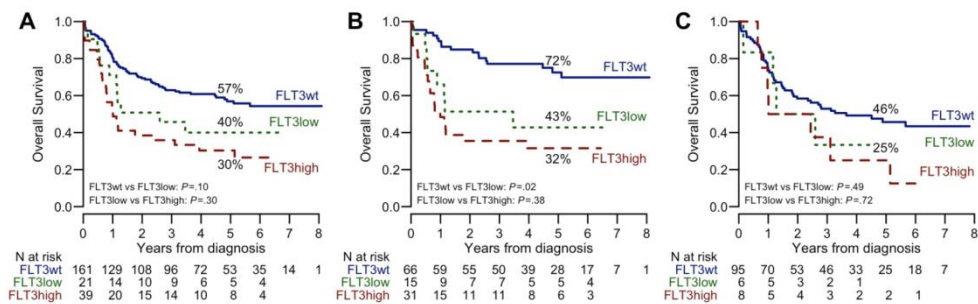 A
Overall Survival
1.0
0.8
0.6
0.4
0.2
0.0
57%
FLT3wt
40%
FLT3low
30%
FLT3high
FLT3wt vs FLT3low: P=.10
FLT3low vs FLT3high: P=.30
0 1 2 3 4 5 6 7 8
Years from diagnosis
N at risk
FLT3wt 161 129 108 96 72 53 35 14 1
FLT3low 21 14 10 9 6 5 4
FLT3high 39 20 15 14 10 8 4
B
Overall Survival
1.0
0.8
0.6
0.4
0.2
0.0
72%
FLT3wt
43%
FLT3low
32%
FLT3high
FLT3wt vs FLT3low: P=.02
FLT3low vs FLT3high: P=.38
0 1 2 3 4 5 6 7 8
Years from diagnosis
N at risk
FLT3wt 66 59 55 50 39 28 17 7 1
FLT3low 15 9 7 7 5 5 4
FLT3high 31 15 11 11 8 6 3
C
Overall Survival
1.0
0.8
0.6
0.4
0.2
0.0
46%
FLT3wt
25%
FLT3low
FLT3high
FLT3wt vs FLT3low: P=.49
FLT3low vs FLT3high: P=.72
0 1 2 3 4 5 6 7 8
Years from diagnosis
N at risk
FLT3wt 95 70 53 46 33 25 18 7
FLT3low 6 5 3 2 1
FLT3high 8 5 4 3 2 2 1